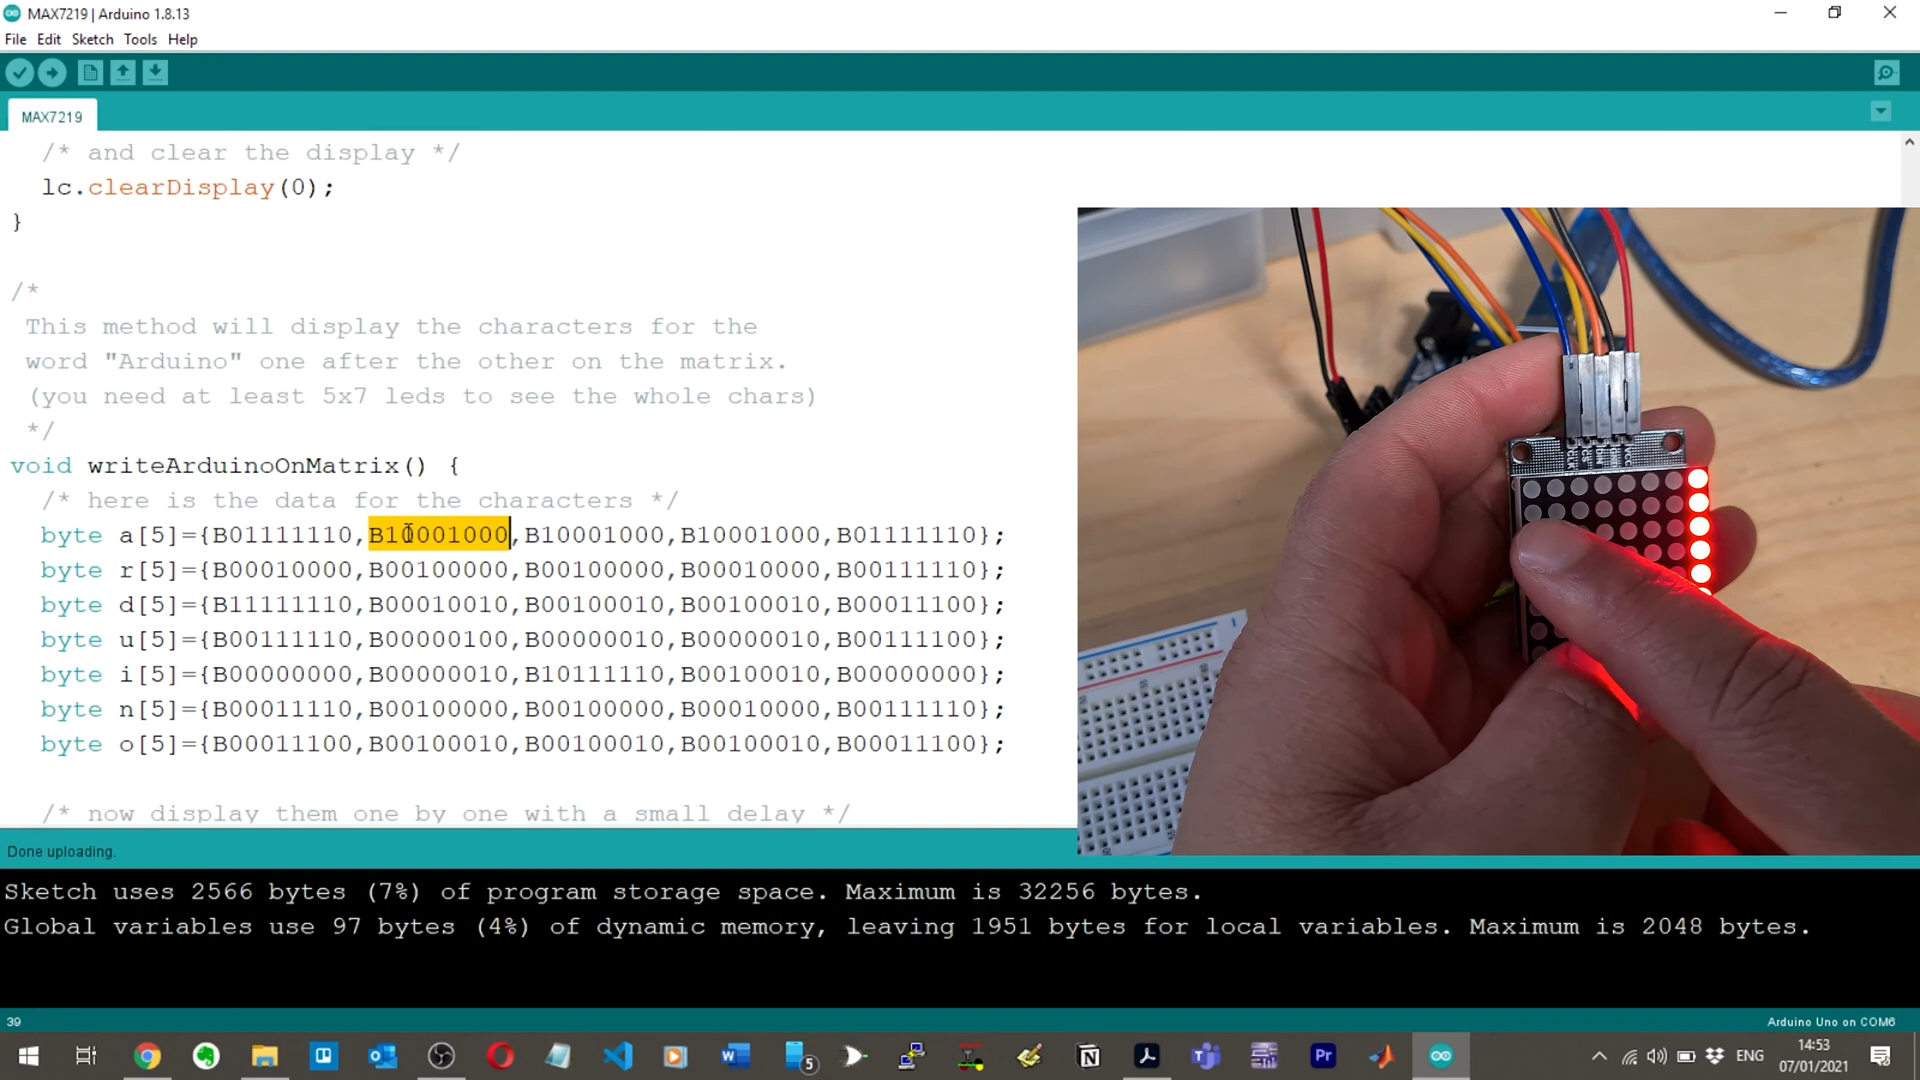 MAX7219 | Arduino 1.8.13
File Edit Sketch Tools Help
MAX7219
/* and clear the display */
lc.clearDisplay(0);
}
/*
This method will display the characters for the
word "Arduino" one after the other on the matrix.
(you need at least 5x7 leds to see the whole chars)
*/
void writeArduinoOnMatrix() {
/* here is the data for the characters */
byte a[5]={B01111110,B10001000,B10001000,B10001000,B01111110};
byte r[5]={B00010000,B00100000,B00100000,B00010000,B00111110};
byte d[5]={B11111110,B00010010,B00100010,B00100010,B00011100};
byte u[5]={B00111110,B00000100,B00000010,B00000010,B00111100};
byte i[5]={B00000000,B00000010,B10111110,B00100010,B00000000};
byte n[5]={B00011110,B00100000,B00100000,B00010000,B00111110};
byte o[5]={B00011100,B00100010,B00100010,B00100010,B00011100};
/* now display them one by one with a small delay */
CLK CS DIN GND VCC
Done uploading.
Sketch uses 2566 bytes (7%) of program storage space. Maximum is 32256 bytes.
Global variables use 97 bytes (4%) of dynamic memory, leaving 1951 bytes for local variables. Maximum is 2048 bytes.
39
Arduino Uno on COM6
5
Pr
ENG
14:53
07/01/2021